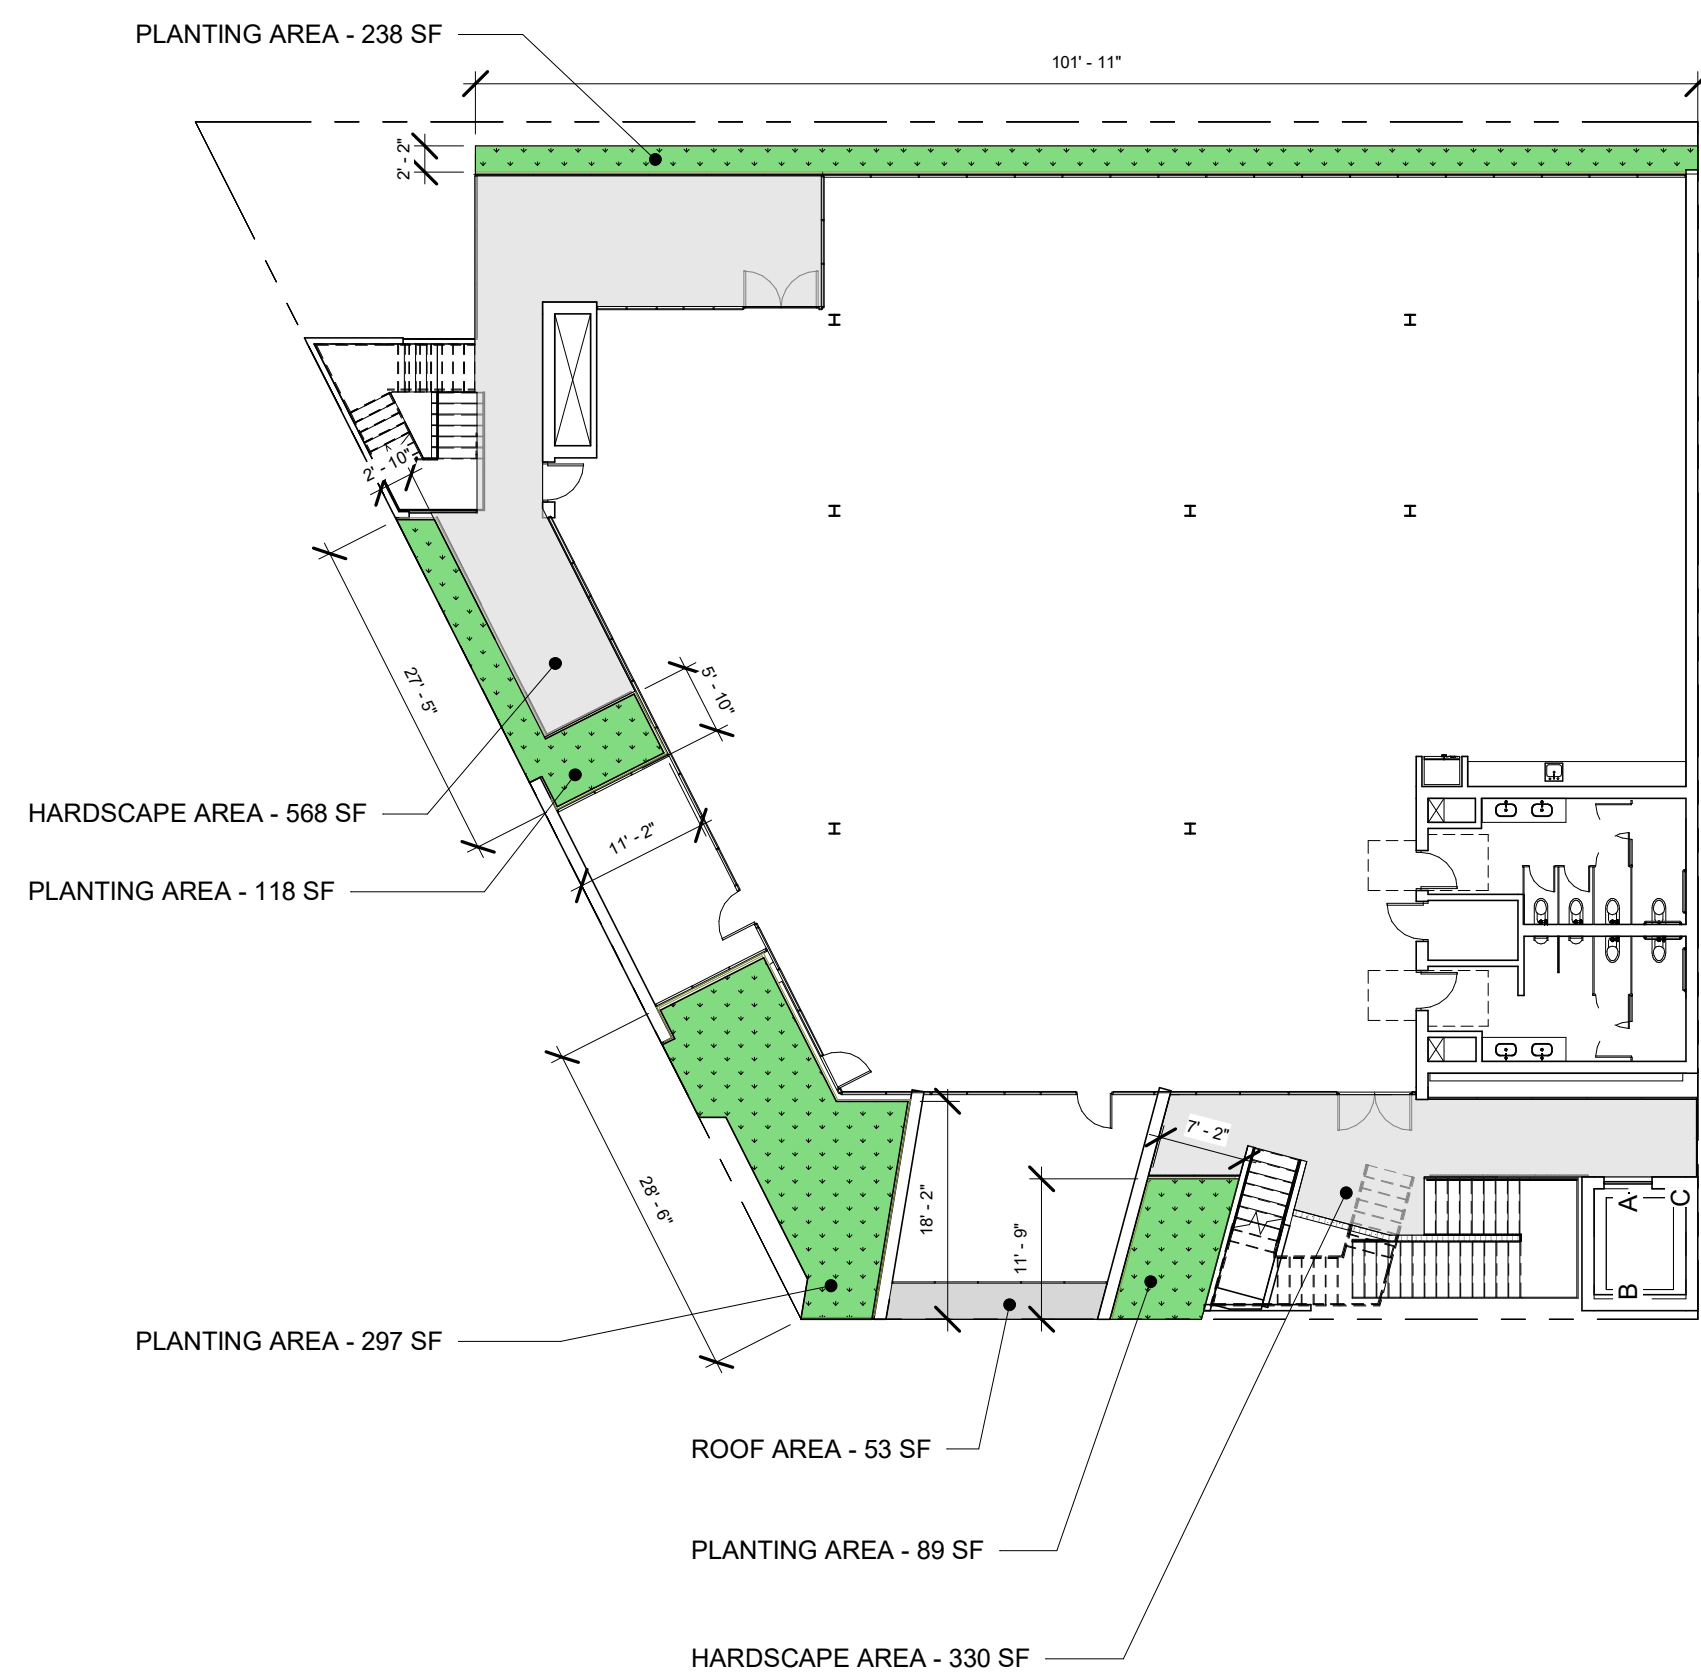 PLANTING AREA - 238 SF
101' - 11"
2' - 2"
2' - 10"
27' - 5"
5' - 10"
HARDSCAPE AREA - 568 SF
11' - 2"
PLANTING AREA - 118 SF
28' - 6"
18' - 2"
7' - 2"
11' - 9"
A
C
B
PLANTING AREA - 297 SF
ROOF AREA - 53 SF
PLANTING AREA - 89 SF
HARDSCAPE AREA - 330 SF